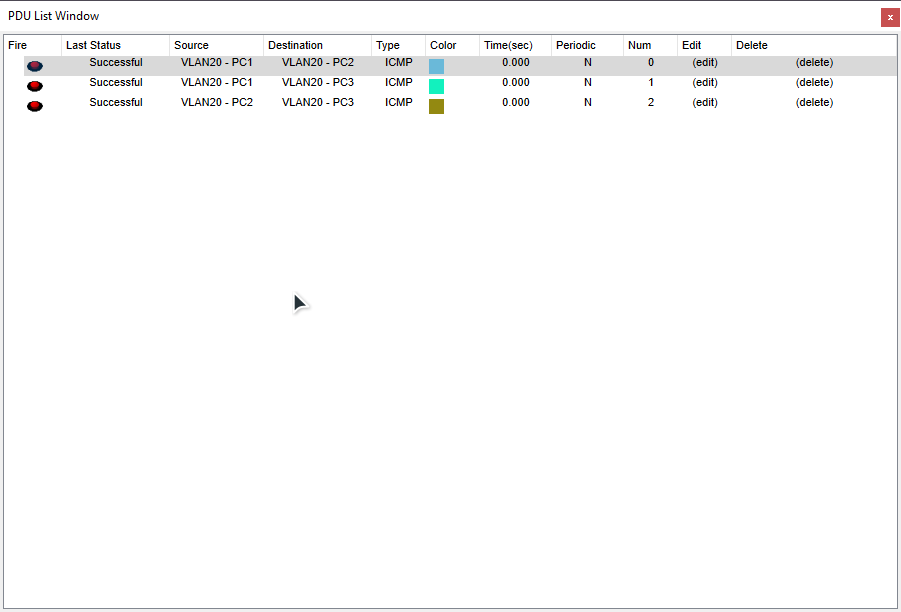 PDU List Window
x
Fire Last Status Source Destination Type Color Time(sec) Periodic Num Edit Delete
Successful VLAN20 - PC1 VLAN20 - PC2 ICMP 0.000 N 0 (edit) (delete)
Successful VLAN20 - PC1 VLAN20 - PC3 ICMP 0.000 N 1 (edit) (delete)
Successful VLAN20 - PC2 VLAN20 - PC3 ICMP 0.000 N 2 (edit) (delete)